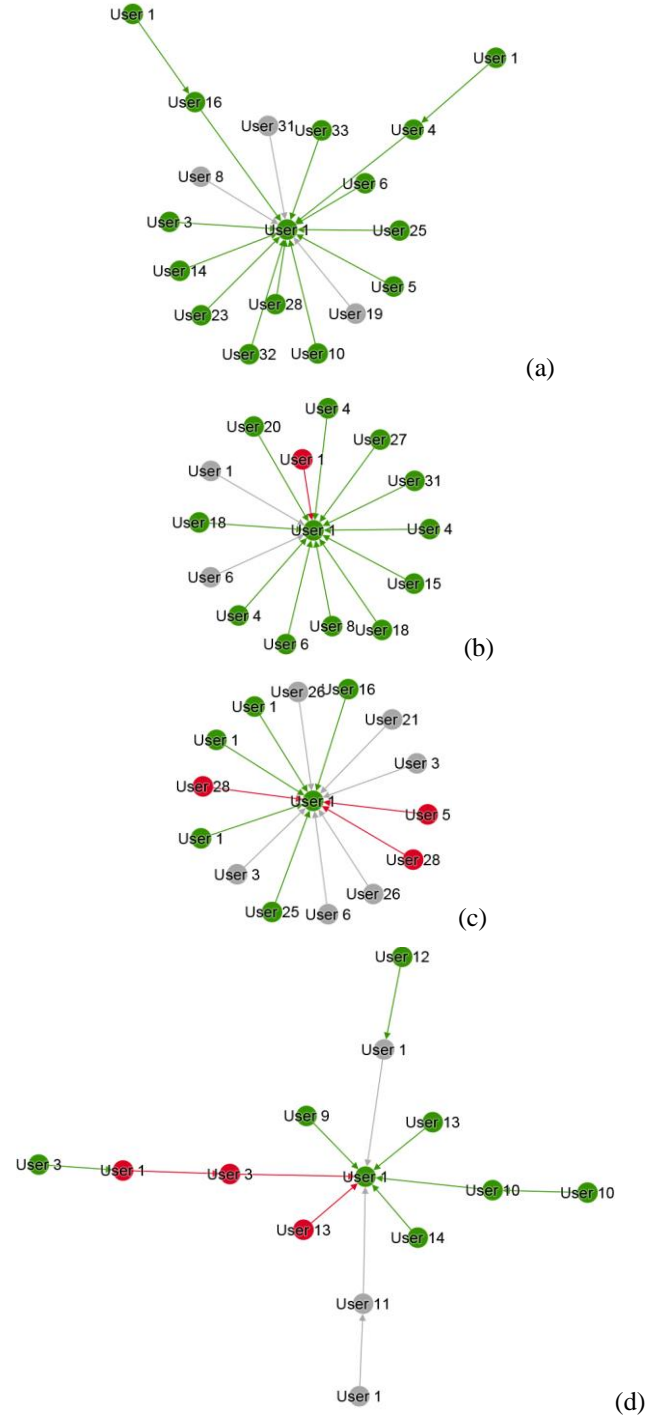 User 1
User 1
User 16
User 31
User 33
User 4
User 8
User 6
User 3
User 1
User 25
User 14
User 5
User 28
User 23
User 19
User 32
User 10
(a)
User 4
User 20
User 27
User 1
User 1
User 31
User 18
User 1
User 4
User 6
User 15
User 4
User 8
User 18
User 6
(b)
User 26
User 16
User 1
User 21
User 1
User 3
User 28
User 1
User 5
User 1
User 28
User 3
User 26
User 25
User 6
(c)
User 12
User 1
User 9
User 13
User 3
User 1
User 3
User 1
User 10
User 10
User 13
User 14
User 11
User 1
(d)